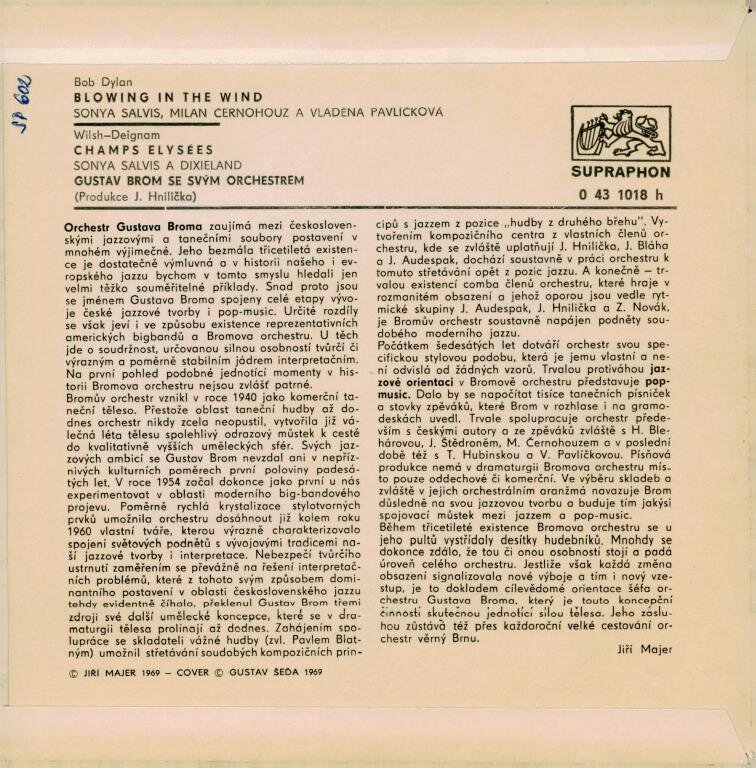 SP 602
Bob Dylan
BLOWING IN THE WIND
SONYA SALVIS, MILAN ČERNOHOUZ A VLADĚNA PAVLÍČKOVÁ
Wilsh–Deignam
CHAMPS ELYSÉES
SONYA SALVIS A DIXIELAND
GUSTAV BROM SE SVÝM ORCHESTREM
(Produkce J. Hnilička)
SUPRAPHON
0 43 1018 h
Orchestr Gustava Broma zaujímá mezi českosloven-
skými jazzovými a tanečními soubory postavení v
mnohém výjimečné. Jeho bezmála třicetiletá existen-
ce je dostatečně výmluvná a v historii našeho i ev-
ropského jazzu bychom v tomto smyslu hledali jen
velmi těžko souměřitelné příklady. Snad proto jsou
se jménem Gustava Broma spojeny celé etapy vývo-
je české jazzové tvorby i pop-music. Určité rozdíly
se však jeví i ve způsobu existence reprezentativních
amerických bigbandů a Bromova orchestru. U těch
jde o soudržnost, určovanou silnou osobností tvůrčí či
výrazným a poměrně stabilním jádrem interpretačním.
Na první pohled podobné jednotící momenty v his-
torii Bromova orchestru nejsou zvlášť patrné.
Bromův orchestr vznikl v roce 1940 jako komerční ta-
neční těleso. Přestože oblast taneční hudby až do-
dnes orchestr nikdy zcela neopustil, vytvořila již vá-
lečná léta tělesu spolehlivý odrazový můstek k cestě
do kvalitativně vyšších uměleckých sfér. Svých jaz-
zových ambicí se Gustav Brom nevzdal ani v nepříz-
nivých kulturních poměrech první poloviny padesá-
tých let. V roce 1954 začal dokonce jako první u nás
experimentovat v oblasti moderního big-bandového
projevu. Poměrně rychlá krystalizace stylotvorných
prvků umožnila orchestru dosáhnout již kolem roku
1960 vlastní tváře, kterou výrazně charakterizovalo
spojení světových podnětů s vývojovými tradicemi na-
ší jazzové tvorby i interpretace. Nebezpečí tvůrčího
ustrnutí zaměřením se převážně na řešení interpretač-
ních problémů, které z tohoto svým způsobem domi-
nantního postavení v oblasti československého jazzu
tehdy evidentně číhalo, překlenul Gustav Brom třemi
zdroji své další umělecké koncepce, které se v dra-
maturgii tělesa prolínají až dodnes. Zahájením spo-
lupráce se skladateli vážné hudby (zvl. Pavlem Blat-
ným) umožnil střetávání soudobých kompozičních prin-
cipů s jazzem z pozice „hudby z druhého břehu". Vy-
tvořením kompozičního centra z vlastních členů or-
chestru, kde se zvláště uplatňují J. Hnilička, J. Bláha
a J. Audespak, dochází soustavně v práci orchestru k
tomuto střetávání opět z pozic jazzu. A konečně – tr-
valou existencí comba členů orchestru, které hraje v
rozmanitém obsazení a jehož oporou jsou vedle ryt-
mické skupiny J. Audespak, J. Hnilička a Z. Novák,
je Bromův orchestr soustavně napájen podněty sou-
dobého moderního jazzu.
Počátkem šedesátých let dotváří orchestr svou spe-
cifickou stylovou podobu, která je jemu vlastní a ne-
ní odvislá od žádných vzorů. Trvalou protiváhou jaz-
zové orientaci v Bromově orchestru představuje pop-
music. Dalo by se napočítat tisíce tanečních písniček
a stovky zpěváků, které Brom v rozhlase i na gramo-
deskách uvedl. Trvale spolupracuje orchestr přede-
vším s českými autory a ze zpěváků zvláště s H. Ble-
hárovou, J. Štědroněm, M. Černohouzem a v poslední
době též s T. Hubinskou a V. Pavlíčkovou. Písňová
produkce nemá v dramaturgii Bromova orchestru mís-
to pouze oddechové či komerční. Ve výběru skladeb a
zvláště v jejich orchestrálním aranžmá navazuje Brom
důsledně na svou jazzovou tvorbu a buduje tím jakýsi
spojovací můstek mezi jazzem a pop-music.
Během třicetileté existence Bromova orchestru se u
jeho pultů vystřídaly desítky hudebníků. Mnohdy se
dokonce zdálo, že tou či onou osobností stojí a padá
úroveň celého orchestru. Jestliže však každá změna
obsazení signalizovala nové výboje a tím i nový vze-
stup, je to dokladem cílevědomé orientace šéfa or-
chestru Gustava Broma, který je touto koncepční
činností skutečnou jednotící silou tělesa. Jeho záslu-
hou zůstává též přes každoroční velké cestování or-
chestr věrný Brnu.
Jiří Majer
© JIŘÍ MAJER 1969 – COVER © GUSTAV ŠEĎA 1969